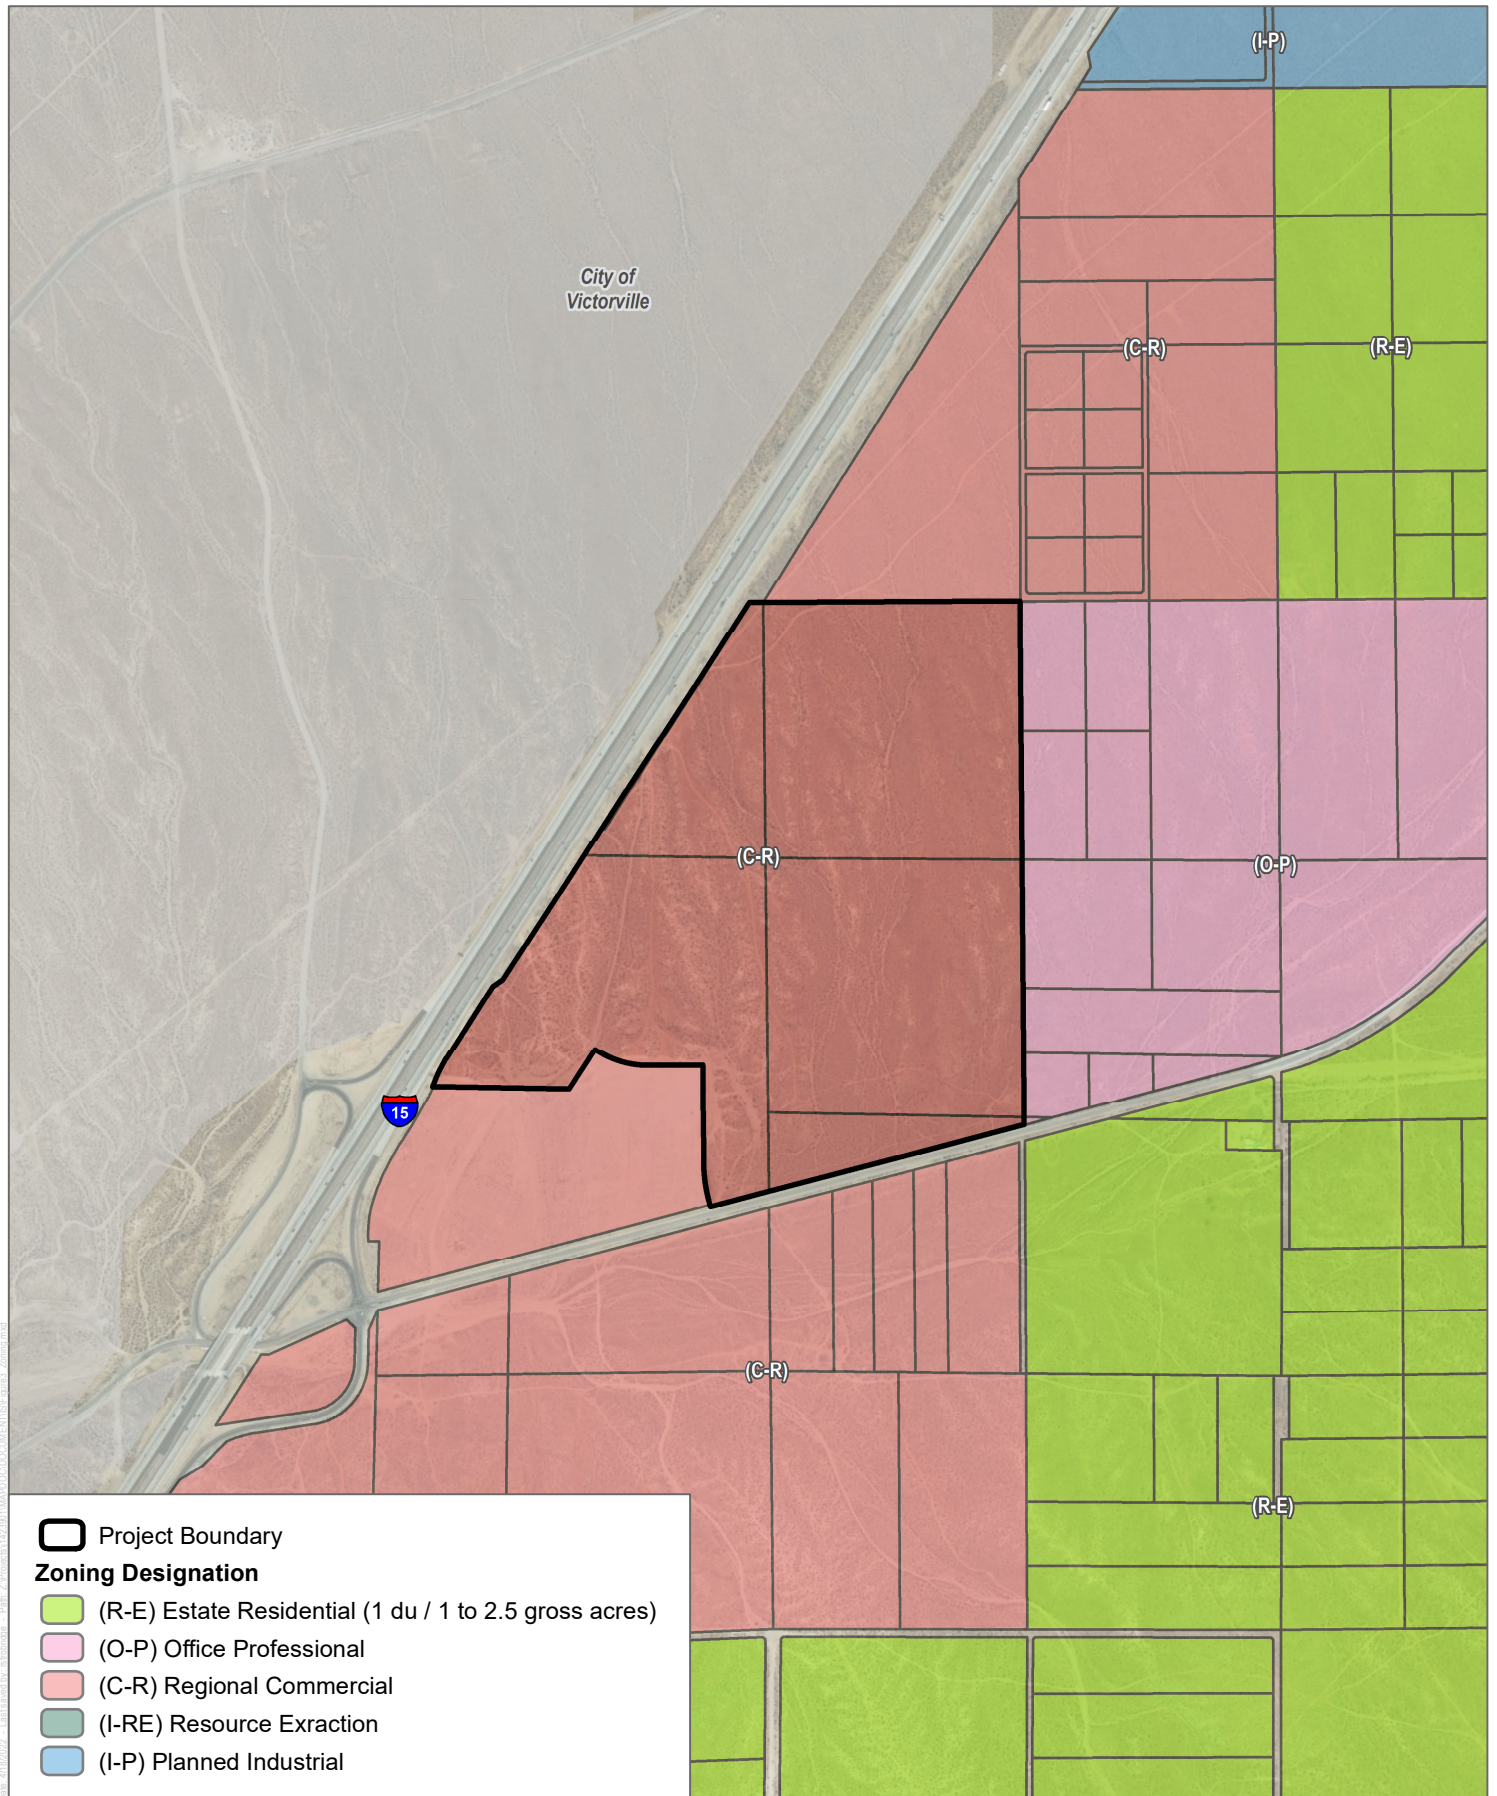 (I-P)
City of
Victorville
(C-R)
(R-E)
(C-R)
(O-P)
15
(C-R)
(R-E)
Project Boundary
Zoning Designation
(R-E) Estate Residential (1 du / 1 to 2.5 gross acres)
(O-P) Office Professional
(C-R) Regional Commercial
(I-RE) Resource Exraction
(I-P) Planned Industrial